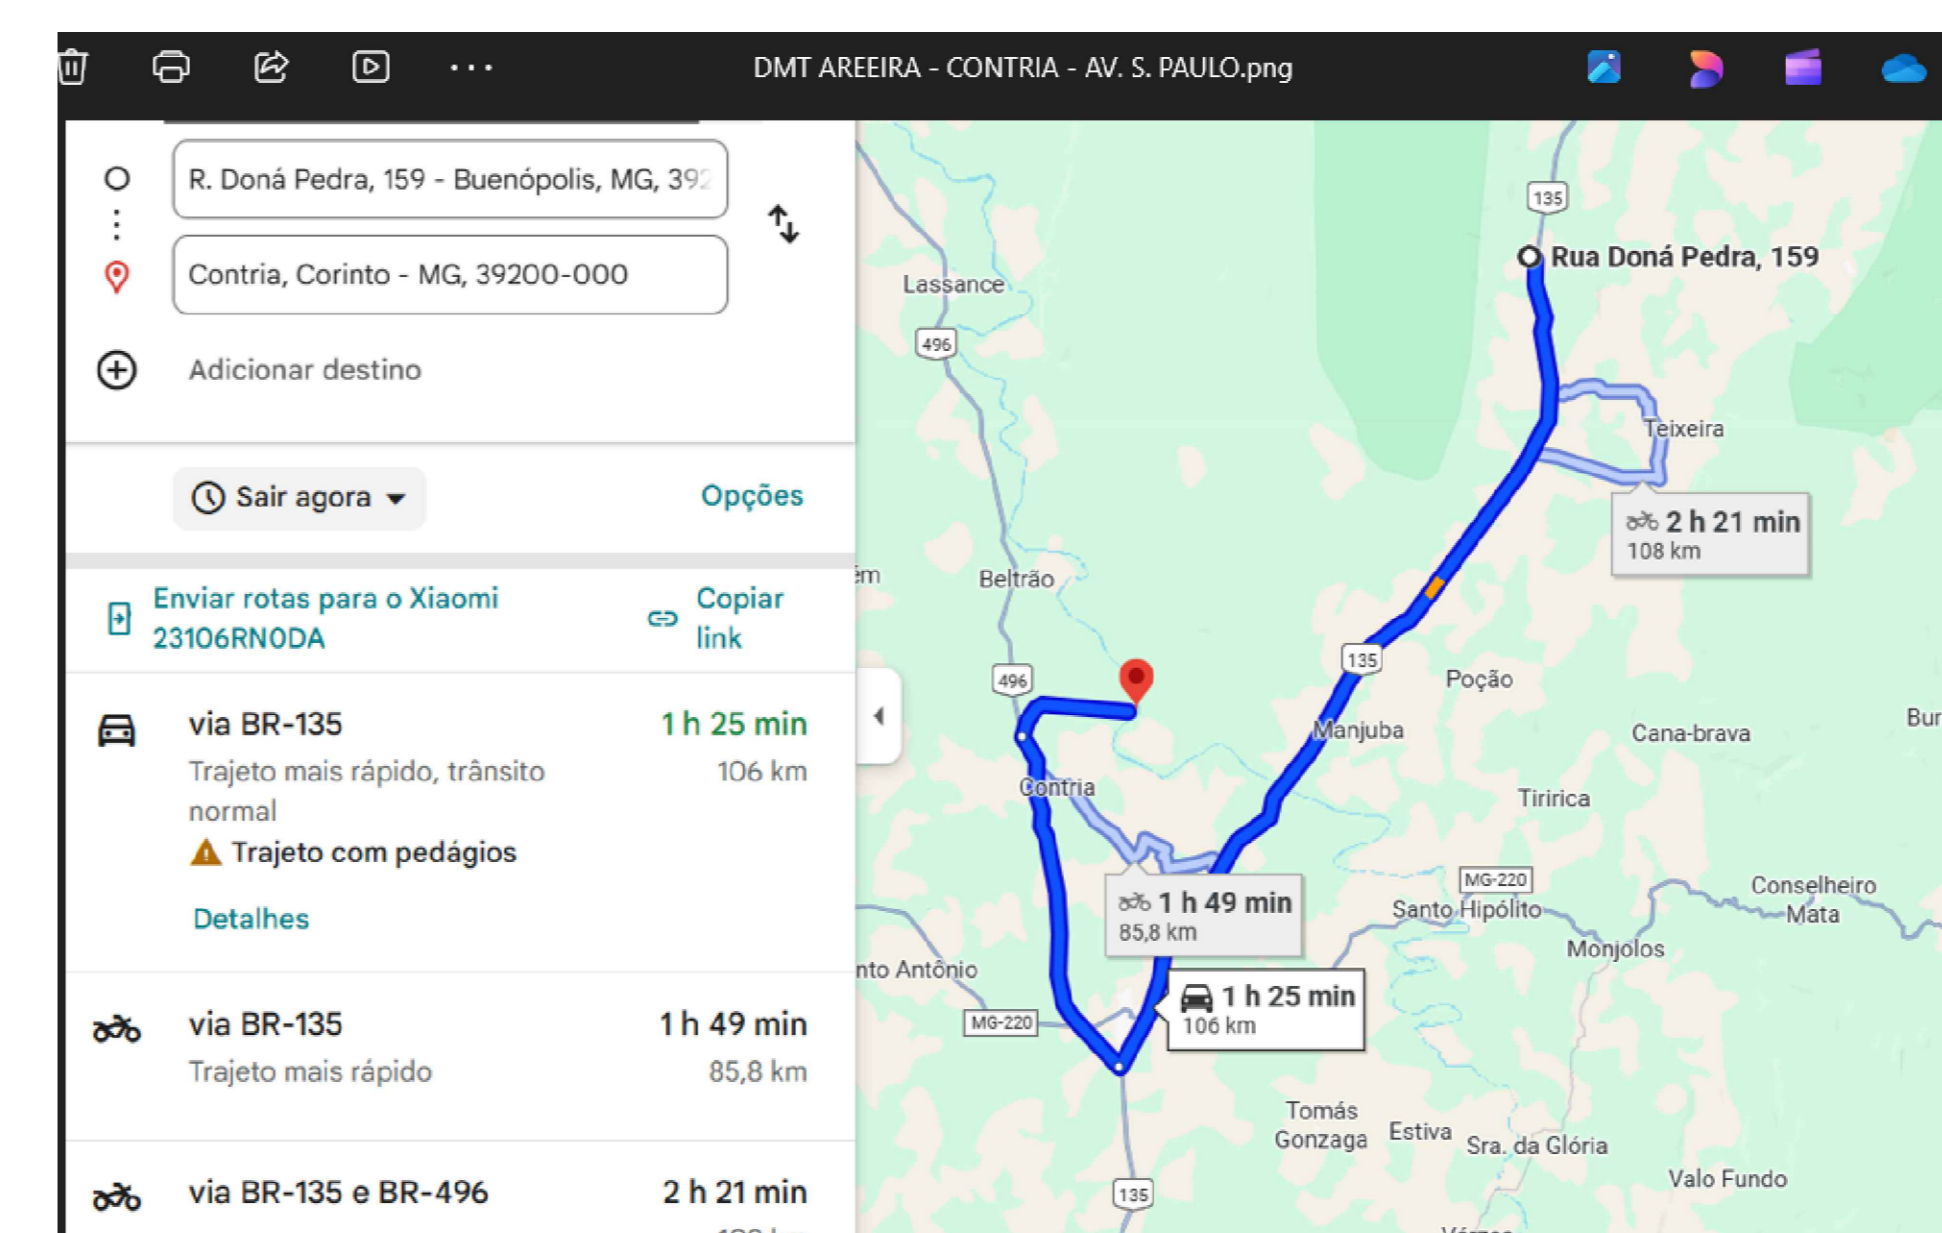 DMT AREEIRA - CONTRIA - AV. S. PAULO.png
R. Doná Pedra, 159 - Buenópolis, MG, 392
Contria, Corinto - MG, 39200-000
Adicionar destino
Sair agora
Opções
Enviar rotas para o Xiaomi
23106RN0DA
Copiar
link
via BR-135
1 h 25 min
Trajeto mais rápido, trânsito
normal
106 km
Trajeto com pedágios
Detalhes
via BR-135
1 h 49 min
Trajeto mais rápido
85,8 km
via BR-135 e BR-496
2 h 21 min
135
Rua Doná Pedra, 159
Lassance
496
Teixeira
2 h 21 min
108 km
Beltrão
496
135
Poção
Manjuba
Cana-brava
Bur
Contria
Tiririca
MG-220
Conselheiro
Mata
1 h 49 min
85,8 km
Santo Hipólito
Monjolos
nto Antônio
1 h 25 min
106 km
MG-220
Tomás
Gonzaga
Estiva
Sra. da Glória
Valo Fundo
135